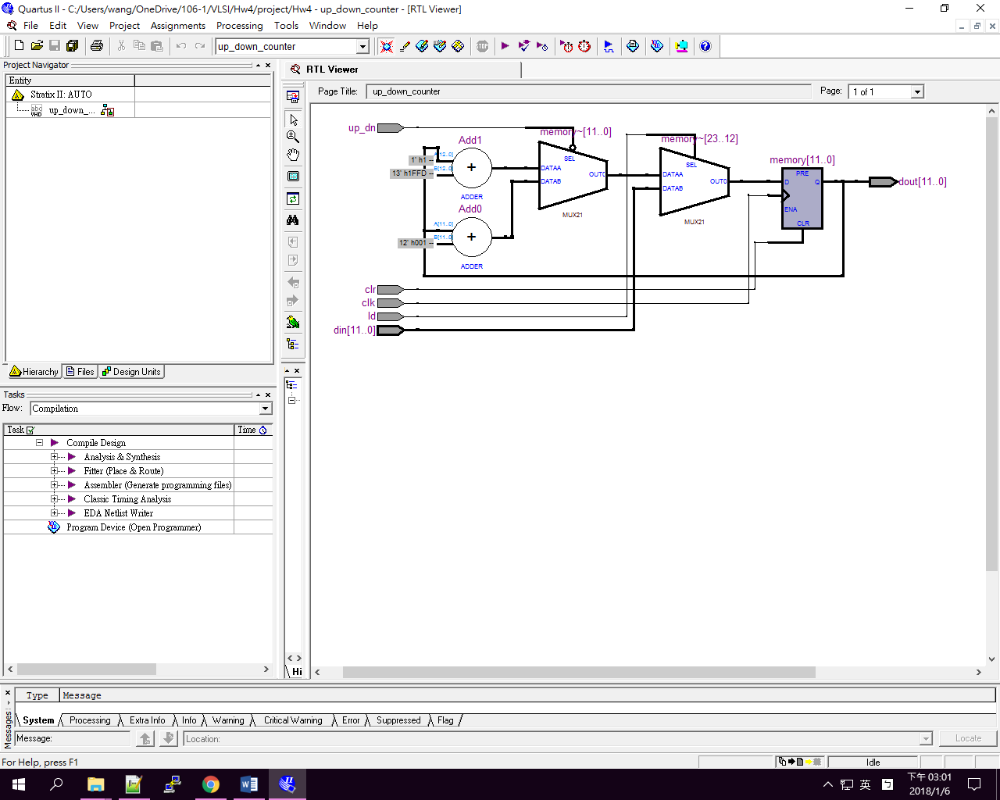 Quartus II - C:/Users/wang/OneDrive/106-1/VLSI/Hw4/project/Hw4 - up_down_counter - [RTL Viewer]
File Edit View Project Assignments Processing Tools Window Help
up_down_counter
STOP
Project Navigator
Entity
Stratix II: AUTO
abc
VHD
up_down_...
Hierarchy Files Design Units
Tasks
Flow: Compilation
Task Time
Compile Design
Analysis & Synthesis
Fitter (Place & Route)
Assembler (Generate programming files)
Classic Timing Analysis
EDA Netlist Writer
Program Device (Open Programmer)
RTL Viewer
Page Title: up_down_counter Page: 1 of 1
up_dn
Add1
1' h1
A[12..0]
13' h1FFD
B[12..0]
+
ADDER
Add0
A[11..0]
12' h001
B[11..0]
+
ADDER
memory~[11..0]
SEL
DATAA
DATAB
OUT0
MUX21
memory~[23..12]
SEL
DATAA
DATAB
OUT0
MUX21
memory[11..0]
PRE
D Q
ENA
CLR
dout[11..0]
clr
clk
ld
din[11..0]
Hi
Messages
Type Message
System Processing Extra Info Info Warning Critical Warning Error Suppressed Flag
Message: Location: Locate
For Help, press F1
Idle
英
下午 03:01
2018/1/6